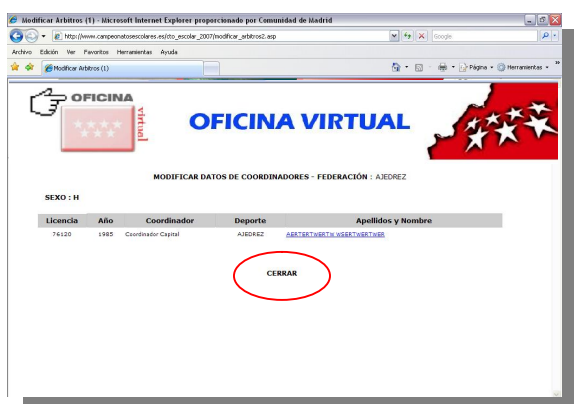 Modificar Arbitros (1) - Microsoft Internet Explorer proporcionado por Comunidad de Madrid
http://www.campeonatosescolares.es/cto_escolar_2007/modificar_arbitros2.asp
Google
Archivo Edición Ver Favoritos Herramientas Ayuda
Modificar Arbitros (1)
Página
Herramientas
OFICINA
virtual
OFICINA VIRTUAL
MODIFICAR DATOS DE COORDINADORES - FEDERACIÓN : AJEDREZ
SEXO : H
Licencia Año Coordinador Deporte Apellidos y Nombre
76120 1985 Coordinador Capital AJEDREZ AERTERTWERTW WSERTWERTWER
CERRAR